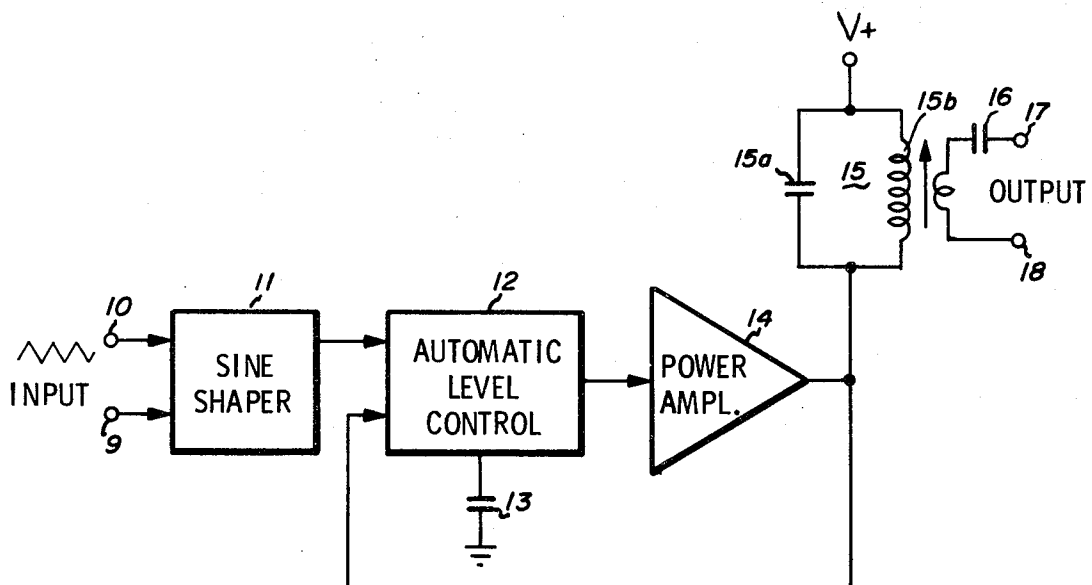 V+
15b
16
17
15a
15
OUTPUT
18
10
11
12
14
INPUT
SINE
SHAPER
AUTOMATIC
LEVEL
CONTROL
POWER
AMPL.
9
13